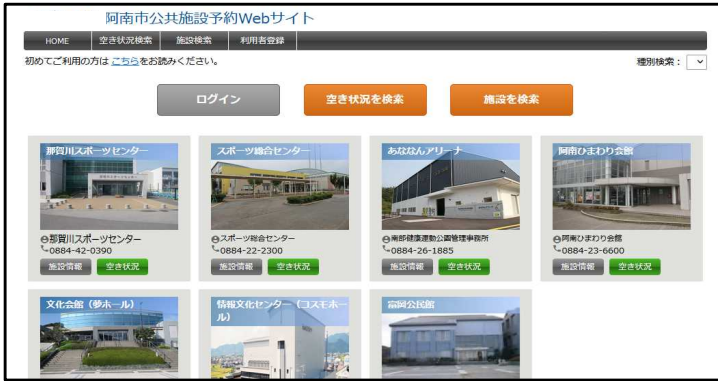 阿南市公共施設予約Webサイト
HOME 空き状況検索 施設検索 利用者登録
初めてご利用の方は こちらをお読みください。 種別検索：
ログイン 空き状況を検索 施設を検索
那賀川スポーツセンター スポーツ総合センター あななんアリーナ 阿南ひまわり会館
那賀川スポーツセンター スポーツ総合センター 南部健康運動公園管理事務所 阿南ひまわり会館
0884-42-0390 0884-22-2300 0884-26-1885 0884-23-6600
施設情報 空き状況 施設情報 空き状況 施設情報 空き状況 施設情報 空き状況
文化会館（夢ホール） 情報文化センター（コスモホー 富岡公民館
ル）